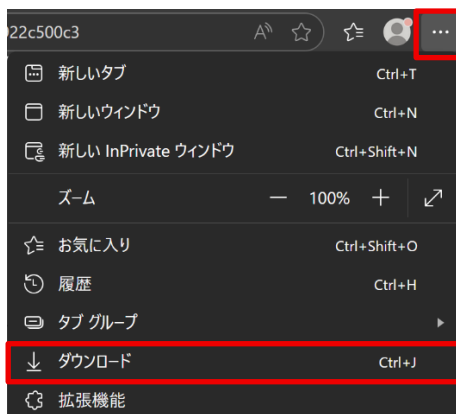 022c500c3
新しいタブ Ctrl+T
新しいウィンドウ Ctrl+N
新しい InPrivate ウィンドウ Ctrl+Shift+N
ズーム 100%
お気に入り Ctrl+Shift+O
履歴 Ctrl+H
タブ グループ
ダウンロード Ctrl+J
拡張機能